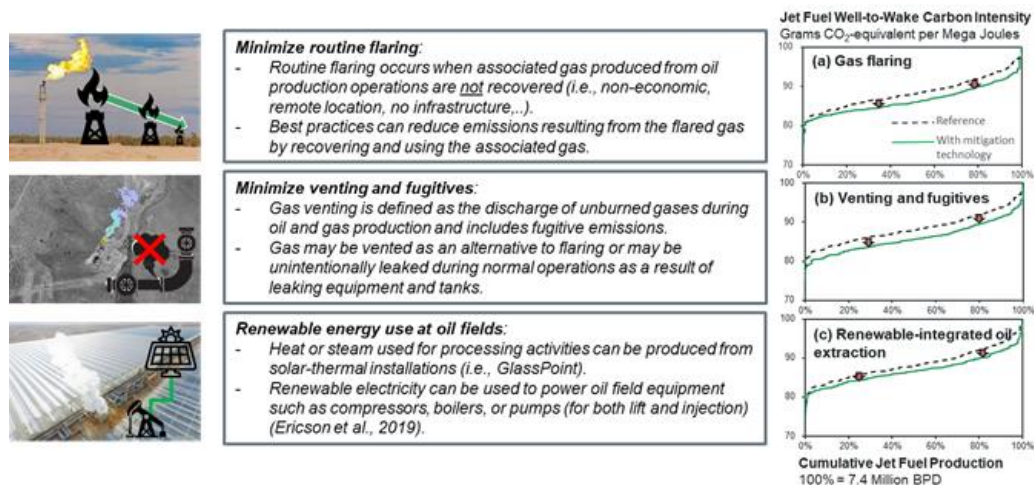 Minimize routine flaring:
- Routine flaring occurs when associated gas produced from oil
production operations are not recovered (i.e., non-economic,
remote location, no infrastructure,..).
- Best practices can reduce emissions resulting from the flared gas
by recovering and using the associated gas.
Minimize venting and fugitives:
- Gas venting is defined as the discharge of unburned gases during
oil and gas production and includes fugitive emissions.
- Gas may be vented as an alternative to flaring or may be
unintentionally leaked during normal operations as a result of
leaking equipment and tanks.
Renewable energy use at oil fields:
- Heat or steam used for processing activities can be produced from
solar-thermal installations (i.e., GlassPoint).
- Renewable electricity can be used to power oil field equipment
such as compressors, boilers, or pumps (for both lift and injection)
(Ericson et al., 2019).
Jet Fuel Well-to-Wake Carbon Intensity
Grams CO₂-equivalent per Mega Joules
100
(a) Gas flaring
90
80
Reference
With mitigation
technology
70
0% 20% 40% 60% 80% 100%
100
(b) Venting and fugitives
90
80
70
0% 20% 40% 60% 80% 100%
100
(c) Renewable-integrated oil
extraction
90
80
70
0% 20% 40% 60% 80% 100%
Cumulative Jet Fuel Production
100% = 7.4 Million BPD